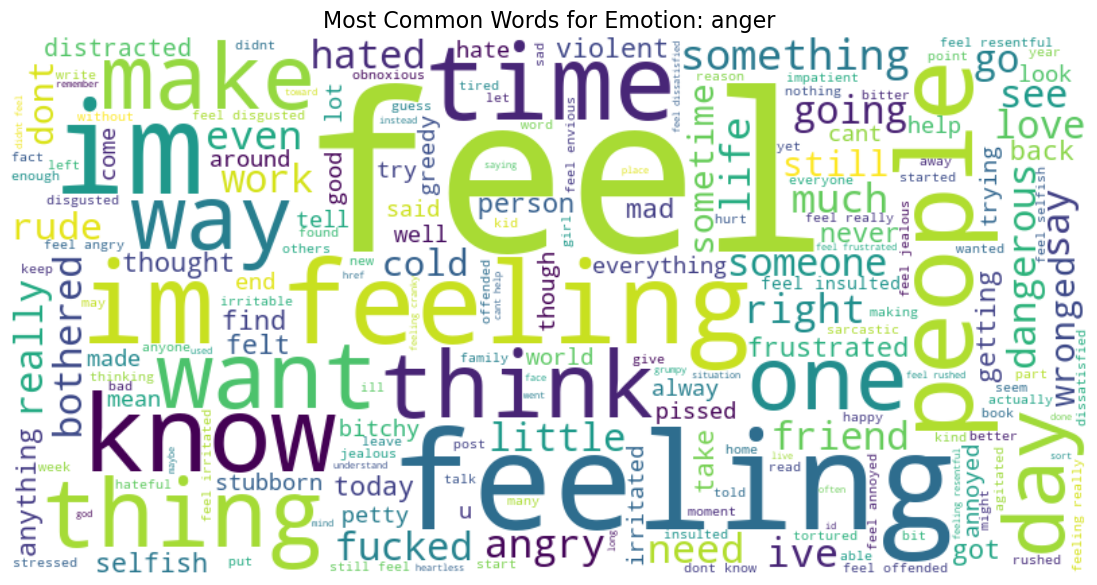 Most Common Words for Emotion: anger
distracted
didnt
make
hated
hate
obnoxious
time
sad
violent
something
feel resentful
go
point
year
write
remember
toward
tired
let
feel dissatisfied
reason
impatient
nothing
bitter
look
see
didnt feel
dont
without
feel disgusted
lot
guess
instead
feel
word
feel envious
going
people
help
love
im
even
come
around
work
good
try
greedy
saying
place
sometime
life
cant
yet
still
everyone
away
started
back
trying
fact
left
enough
disgusted
way
tell
found
others
said
well
person
kid
girl
mad
hurt
much
feel really
never
feel jealous
wanted
feel selfish
rude
feel angry
thought
end
new
href
cold
cant help
offended
though
everything
someone
feel frustrated
feel insulted
dangerous
wrongedsay
keep
bothered
may
irritable
find
im feeling
feeling cranky
right
making
sarcastic
getting
really
made
anyone
used
felt
family
world
give
grumpy
situation
frustrated
feel rushed
seem
part
actually
dissatisfied
thinking
bad
mean
want
ill
think
face
went
alway
pissed
one
happy
book
know
bitchy
leave
jealous
post
little
friend
kind
better
done
anything
week
hateful
feel irritated
maybe
stubborn
understand
today
talk
feeling
many
irritated
take
told
home
live
read
moment
feel annoyed
feeling resentful
annoyed
agitated
might
sort
day
feeling really
thing
god
mind
petty
u
angry
long
insulted
need
often
tortured
id
ive
able
bit
got
rushed
stressed
selfish
put
still feel
fucked
heartless
start
dont know
feel offended